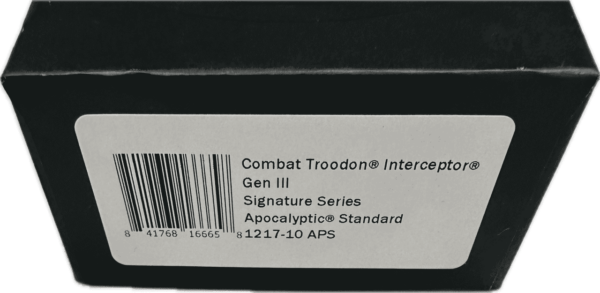 Combat Troodon® Interceptor®
Gen III
Signature Series
Apocalyptic® Standard
1217-10 APS
8 41768 16665 8